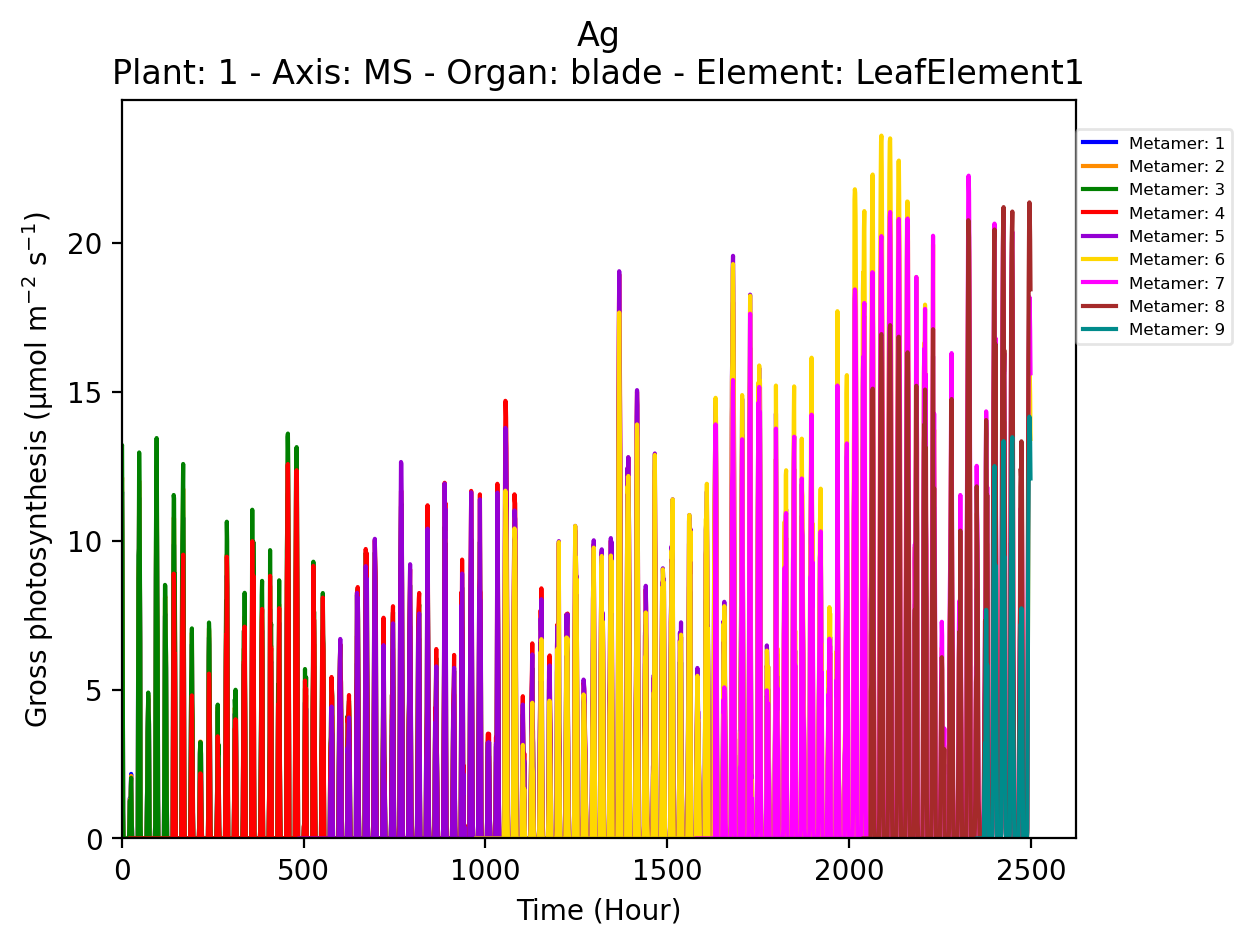 Ag
Plant: 1 - Axis: MS - Organ: blade - Element: LeafElement1
Gross photosynthesis (µmol m⁻² s⁻¹)
20
15
10
5
0
0 500 1000 1500 2000 2500
Time (Hour)
Metamer: 1
Metamer: 2
Metamer: 3
Metamer: 4
Metamer: 5
Metamer: 6
Metamer: 7
Metamer: 8
Metamer: 9